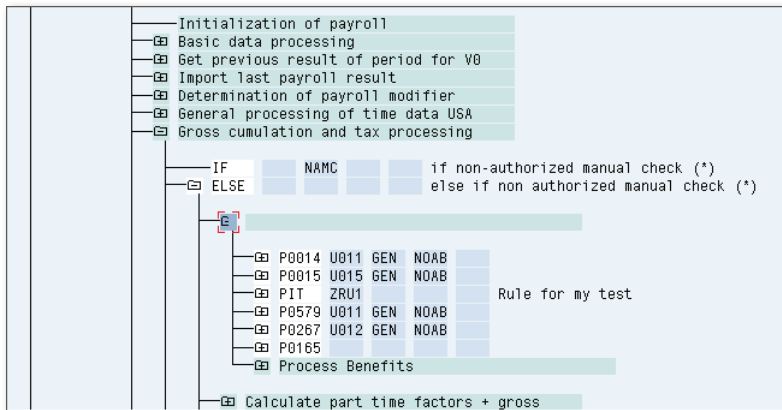 Initialization of payroll
Basic data processing
Get previous result of period for V0
Import last payroll result
Determination of payroll modifier
General processing of time data USA
Gross cumulation and tax processing
IF NAMC if non-authorized manual check (*)
ELSE else if non authorized manual check (*)
P0014 U011 GEN NOAB
P0015 U015 GEN NOAB
PIT ZRU1 Rule for my test
P0579 U011 GEN NOAB
P0267 U012 GEN NOAB
P0165
Process Benefits
Calculate part time factors + gross